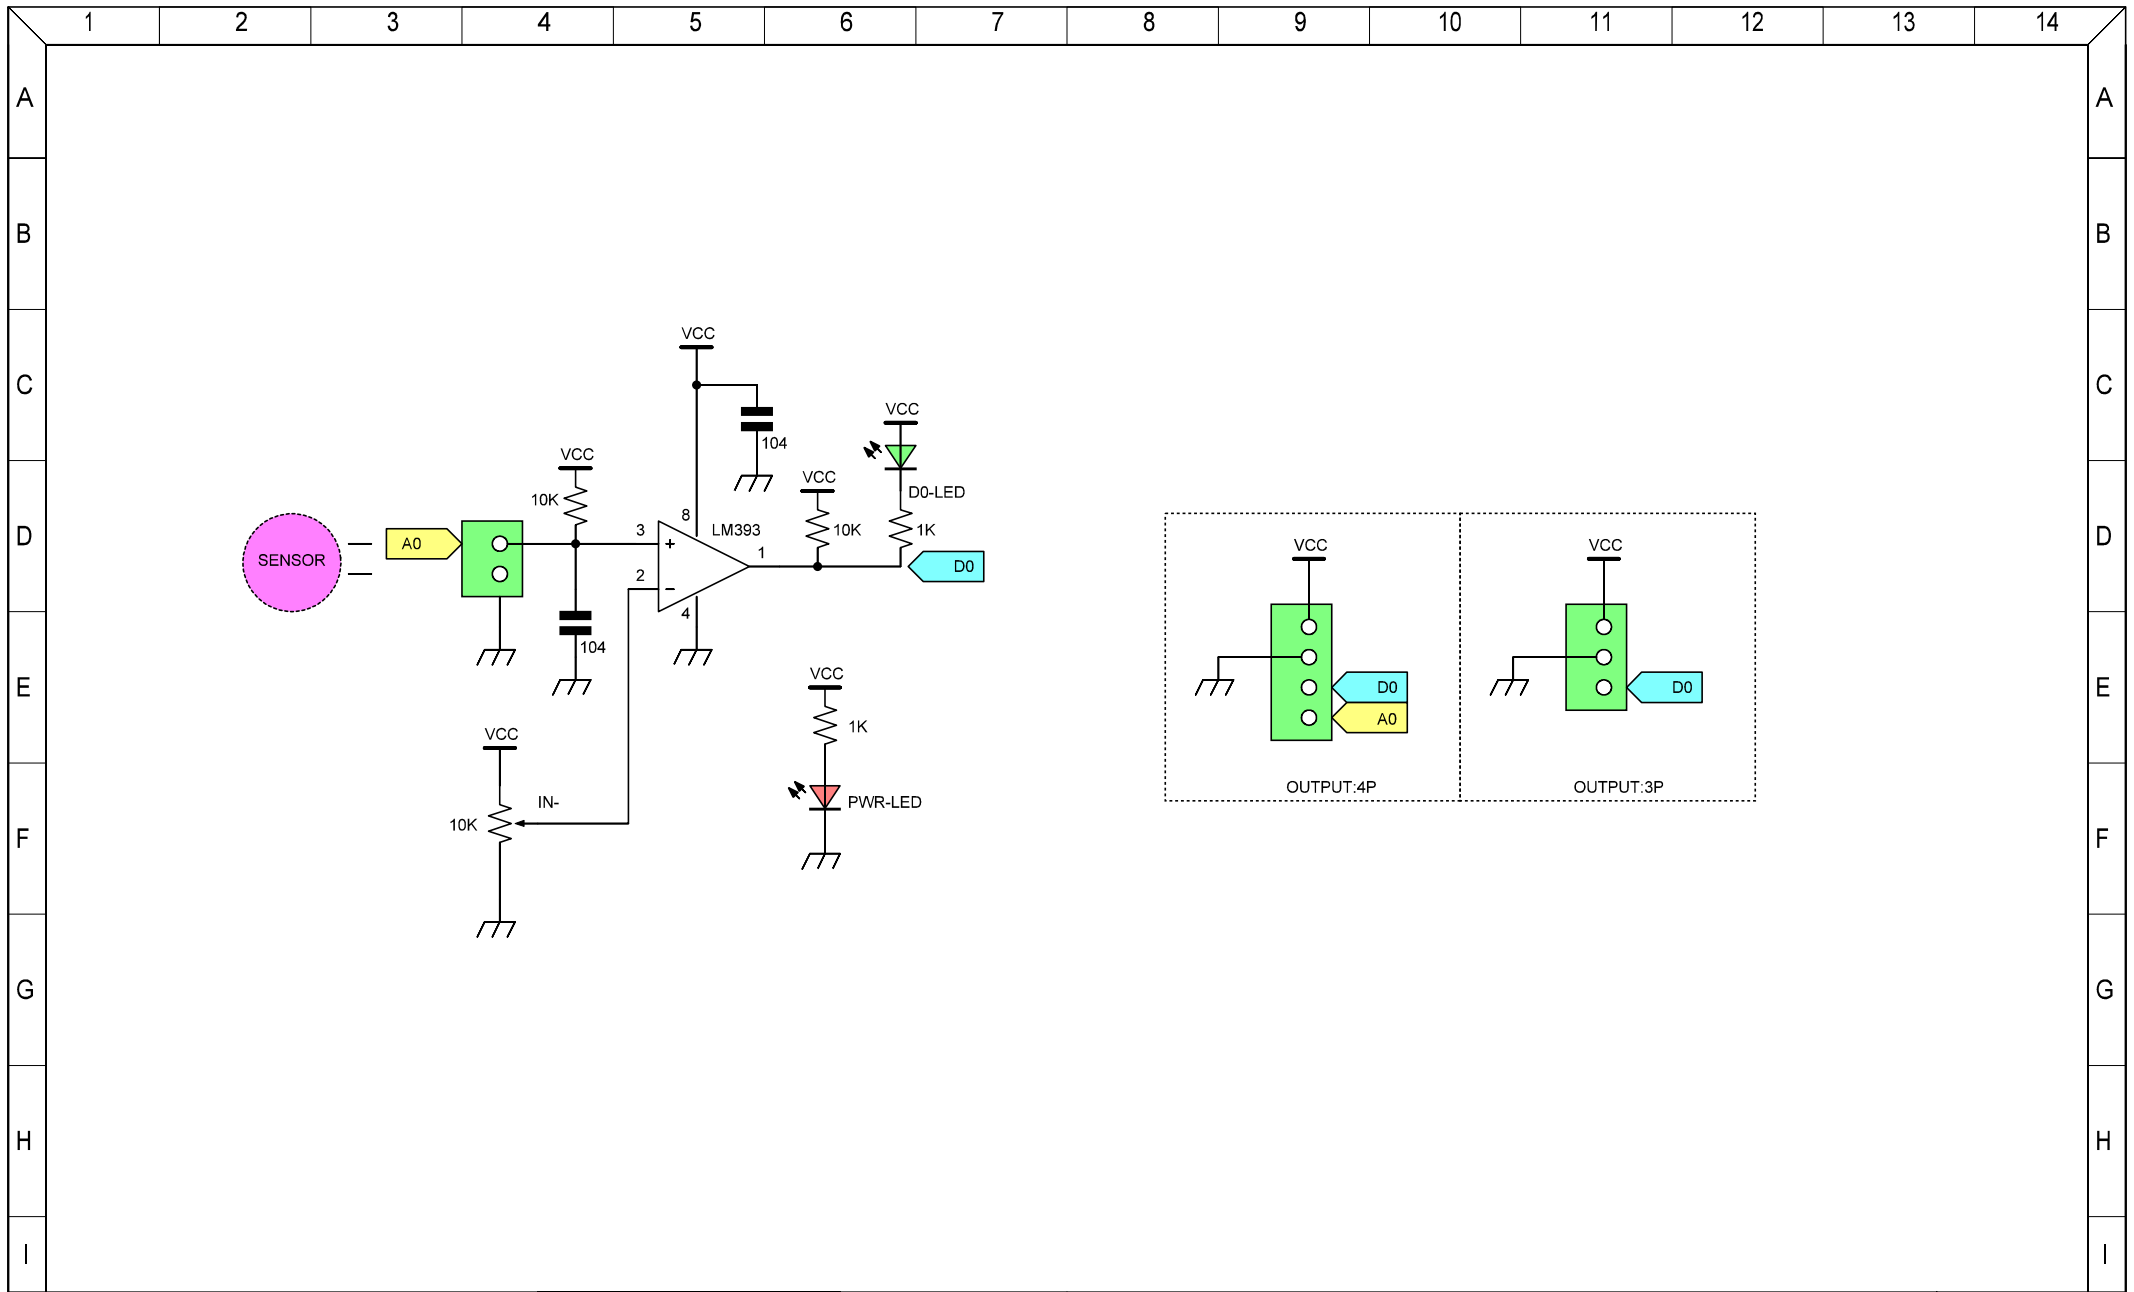 1 2 3 4 5 6 7 8 9 10 11 12 13 14
A A
B B
VCC
C C
VCC
104
VCC
VCC
10K
D0-LED
8 LM393
10K 1K
D D
3 +
A0
SENSOR
1
D0
2 -
4
VCC VCC
104
E E
VCC
D0 D0
A0
1K
VCC
OUTPUT:4P OUTPUT:3P
IN-
PWR-LED
10K
F F
G G
H H
I I